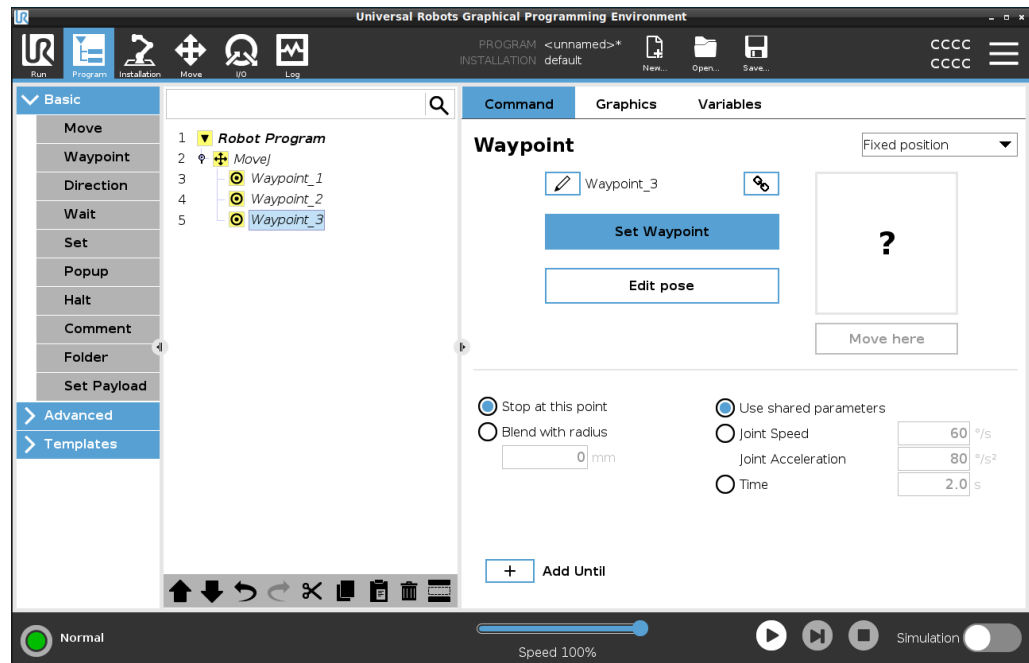 Universal Robots Graphical Programming Environment
UR
Run
Program
Installation
Move
I/O
Log
PROGRAM <unnamed>*
INSTALLATION default
New...
Open...
Save...
CCCC
CCCC
Basic
Move
Waypoint
Direction
Wait
Set
Popup
Halt
Comment
Folder
Set Payload
Advanced
Templates
1 Robot Program
2 MoveJ
3 Waypoint_1
4 Waypoint_2
5 Waypoint_3
Command Graphics Variables
Waypoint
Fixed position
Waypoint_3
Set Waypoint
Edit pose
?
Move here
Stop at this point
Blend with radius
0 mm
Use shared parameters
Joint Speed 60 °/s
Joint Acceleration 80 °/s²
Time 2.0 s
+ Add Until
Normal
Speed 100%
Simulation